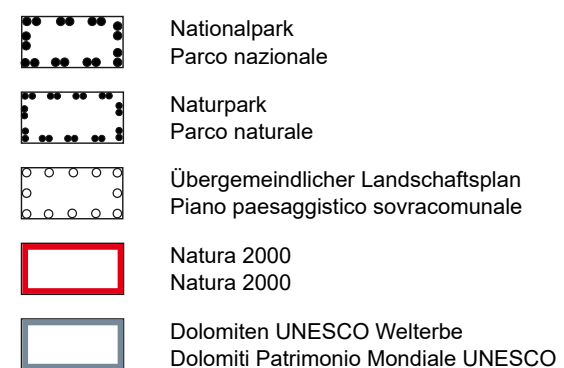 Nationalpark
Parco nazionale
Naturpark
Parco naturale
Übergemeindlicher Landschaftsplan
Piano paesaggistico sovracomunale
Natura 2000
Natura 2000
Dolomiten UNESCO Welterbe
Dolomiti Patrimonio Mondiale UNESCO